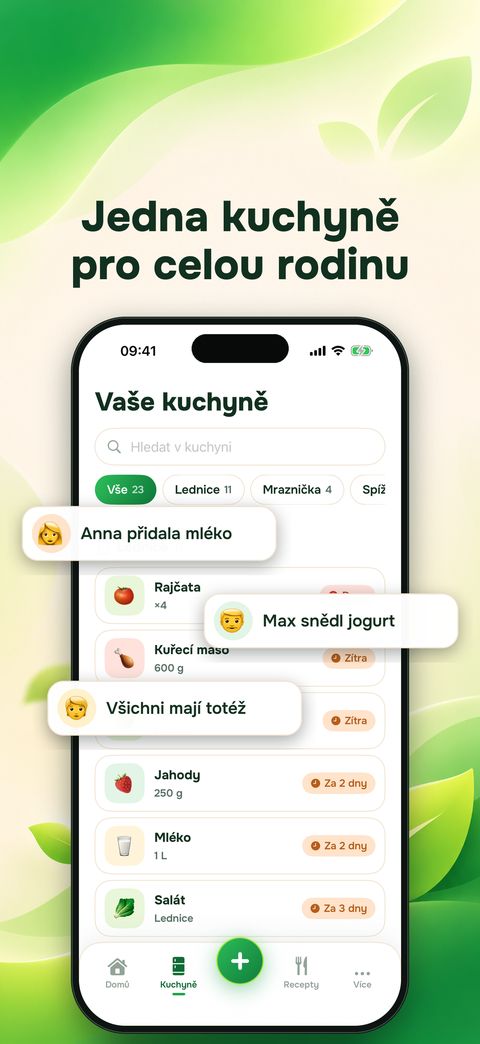 Jedna kuchyně
pro celou rodinu
09:41
Vaše kuchyně
Hledat v kuchyni
Vše 23
Lednice 11
Mraznička 4
Spíž
Anna přidala mléko
Rajčata
×4
Max snědl jogurt
Kuřecí maso
600 g
Zítra
Všichni mají totéž
Zítra
Jahody
250 g
Za 2 dny
Mléko
1 L
Za 2 dny
Salát
Lednice
Za 3 dny
Domů
Kuchyně
Recepty
Více